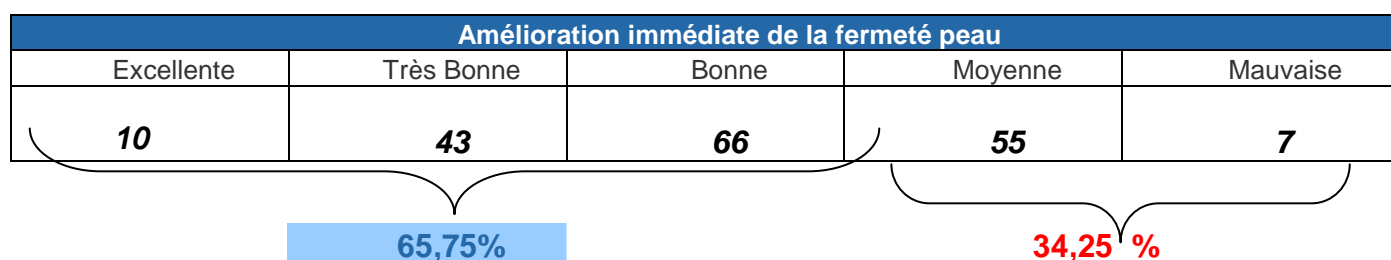 Amélioration immédiate de la fermeté peau
Excellente Très Bonne Bonne Moyenne Mauvaise
10 43 66 55 7
65,75% 34,25 %